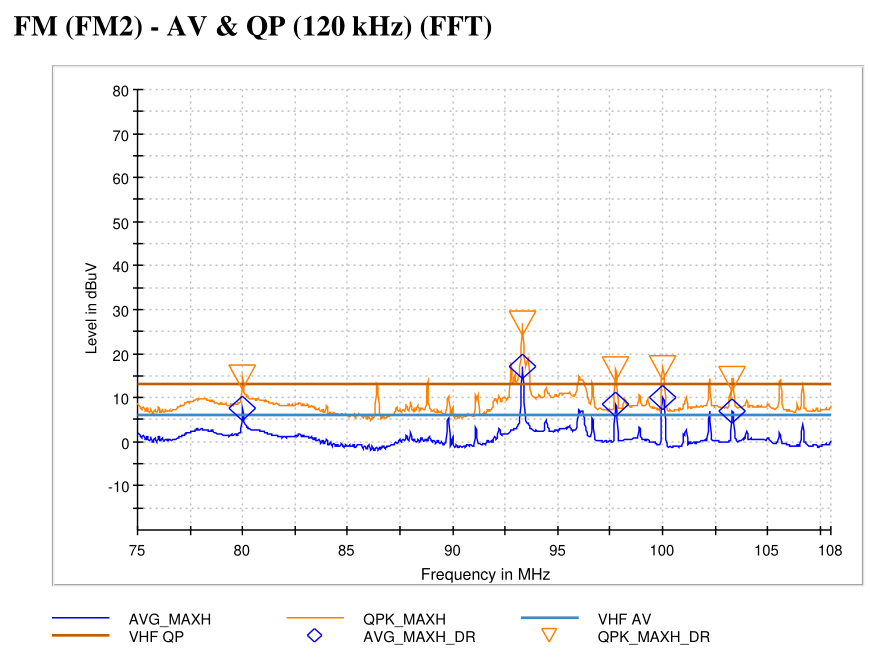 FM (FM2) - AV & QP (120 kHz) (FFT)
80
70
60
50
40
30
20
10
0
-10
Level in dBuV
75 80 85 90 95 100 105 108
Frequency in MHz
AVG_MAXH QPK_MAXH VHF AV
VHF QP AVG_MAXH_DR QPK_MAXH_DR